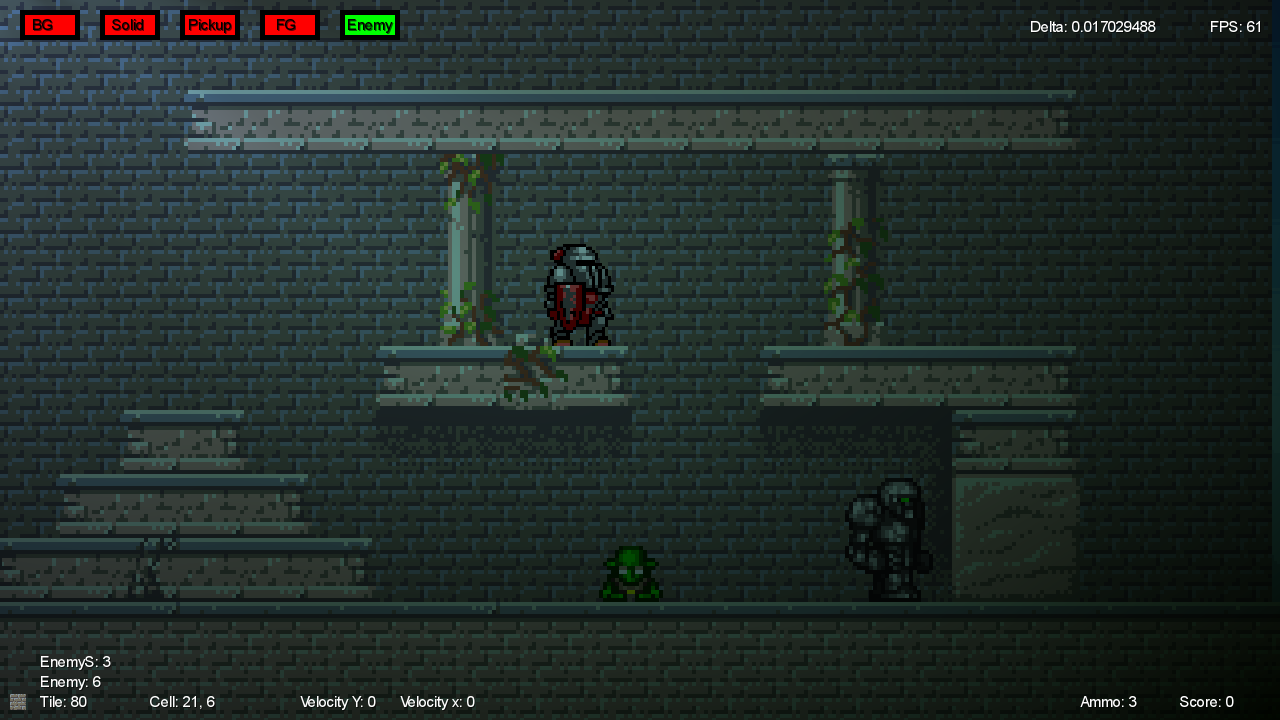 BG Solid Pickup FG Enemy Delta: 0.017029488 FPS: 61
EnemyS: 3
Enemy: 6
Tile: 80 Cell: 21, 6 Velocity Y: 0 Velocity x: 0 Ammo: 3 Score: 0